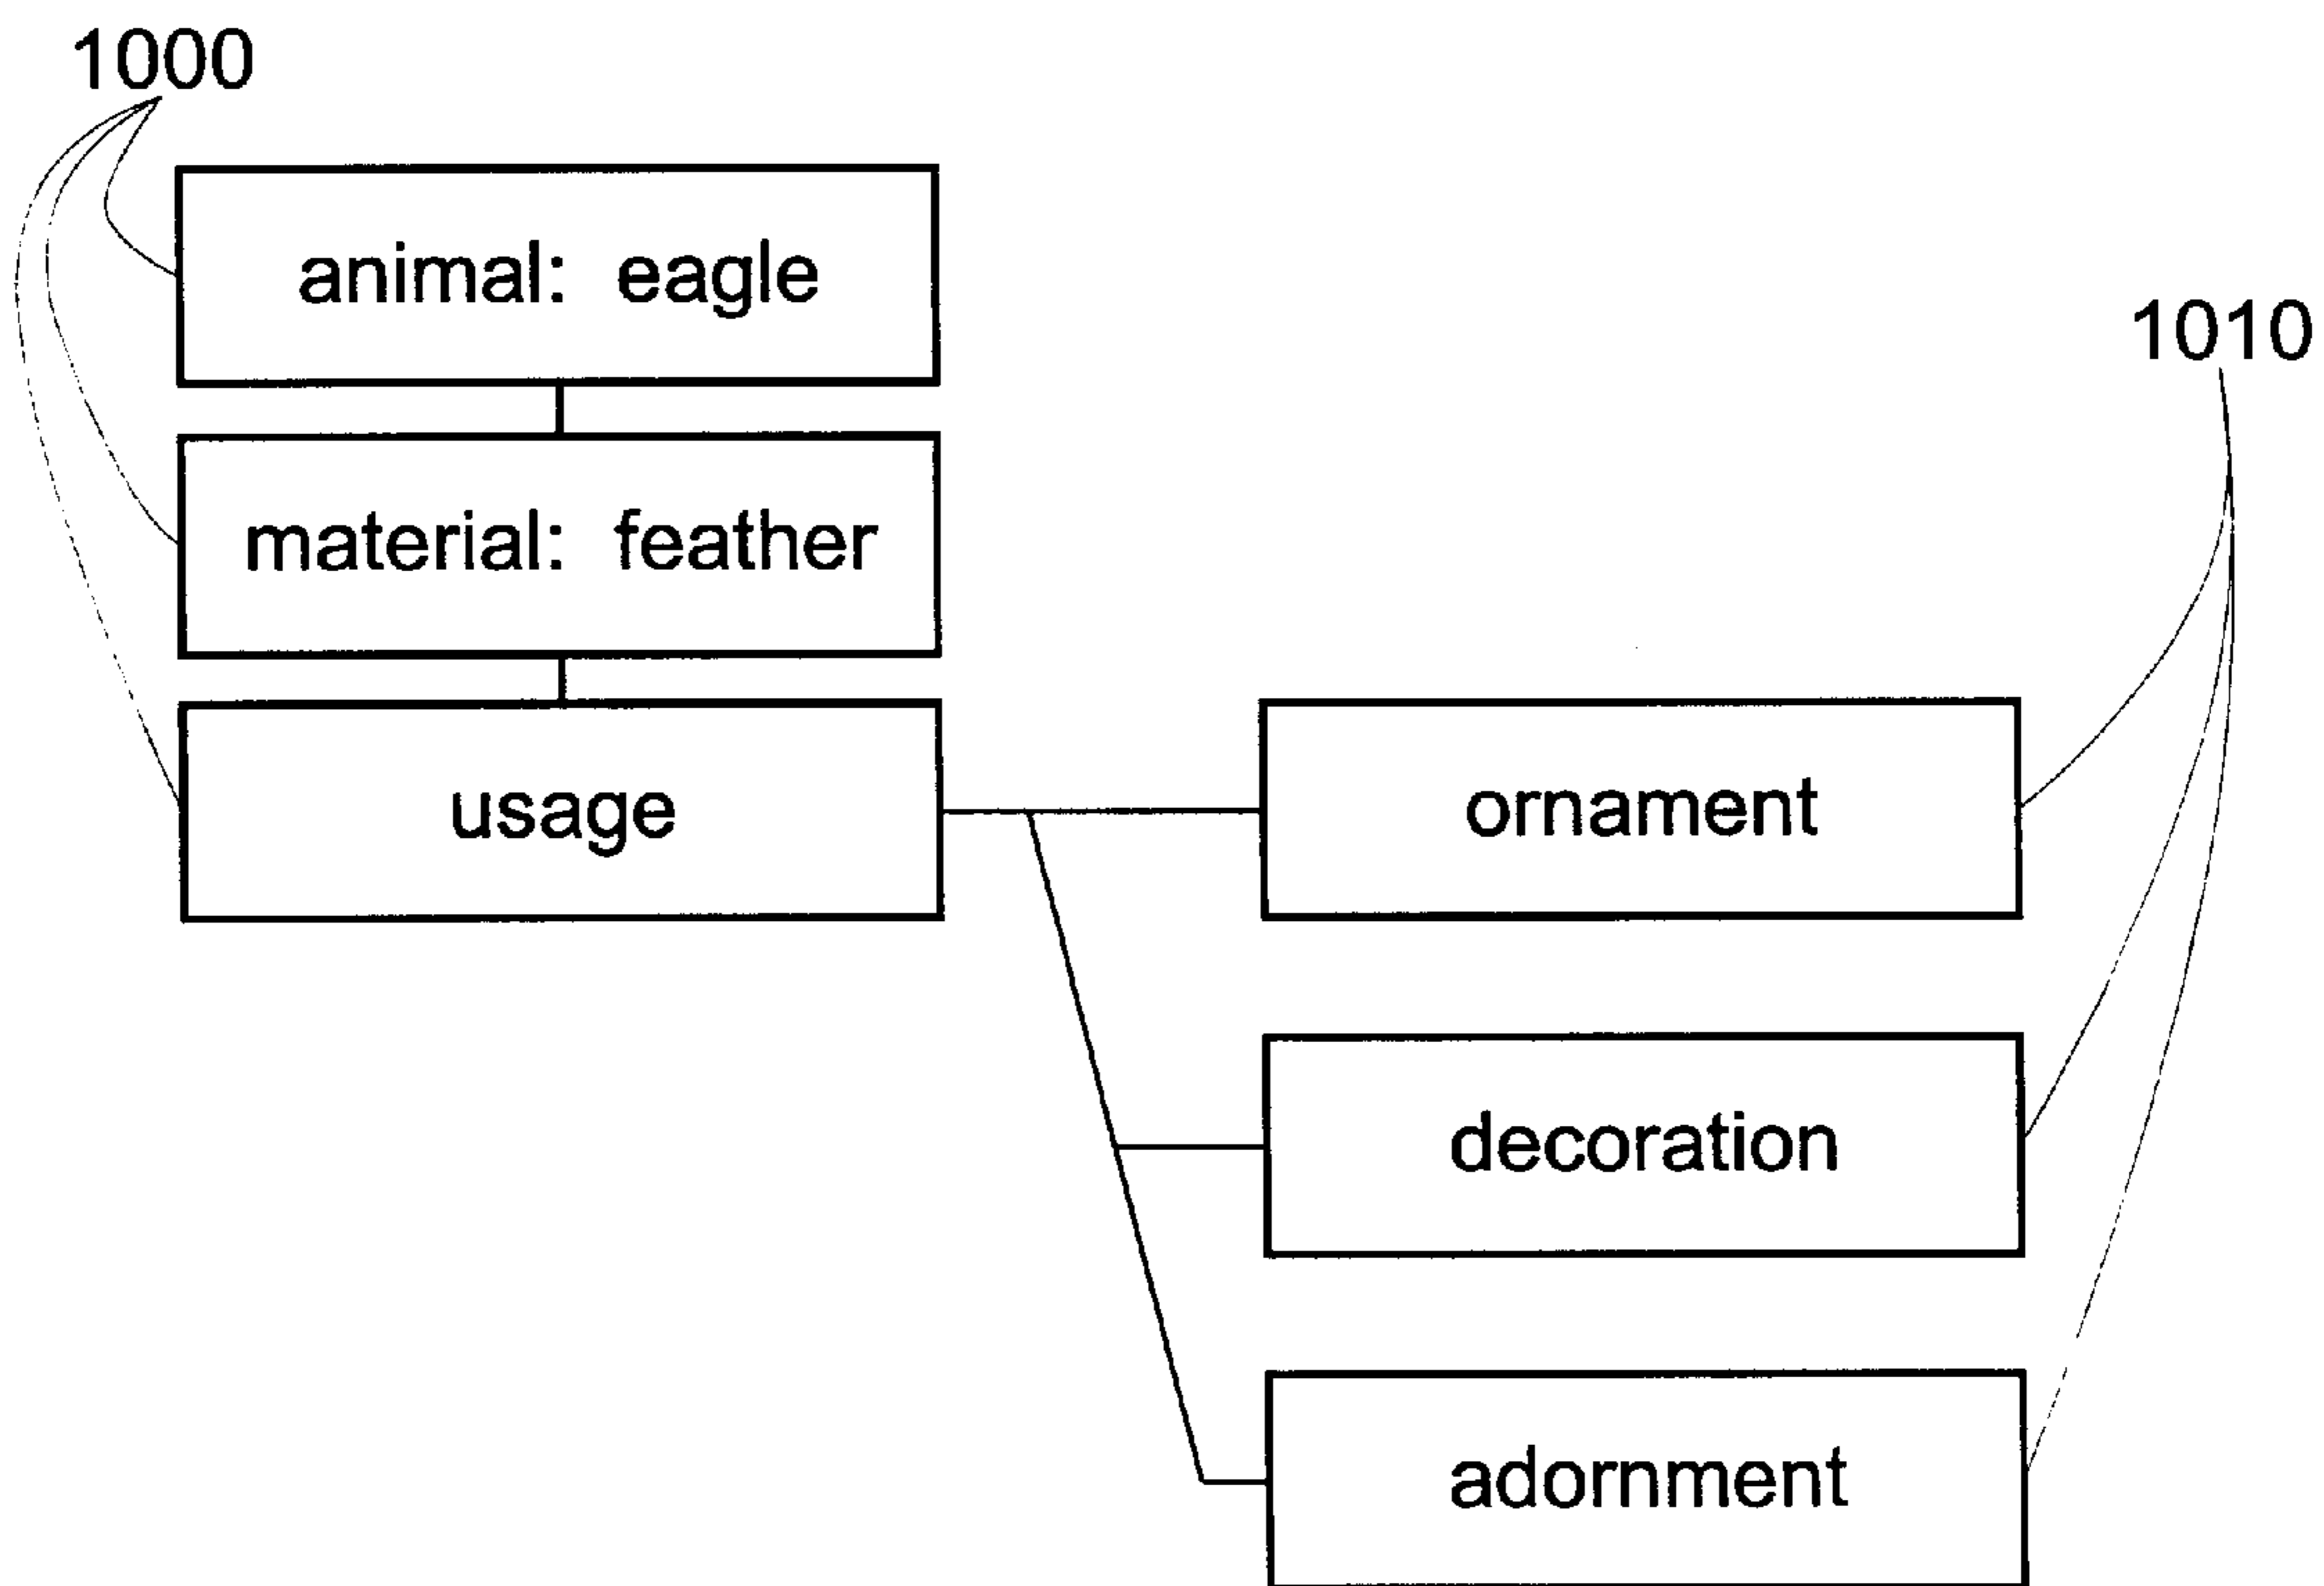 1000
animal: eagle
1010
material: feather
usage
ornament
decoration
adornment